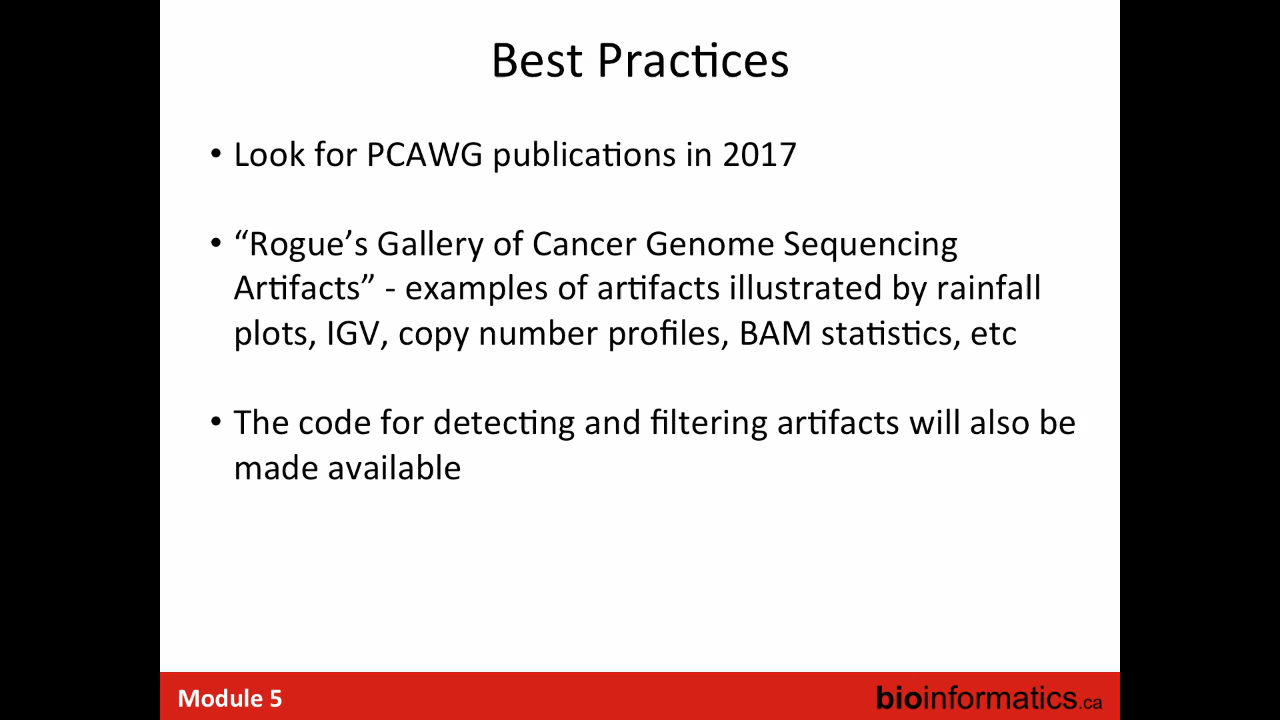 Best Practices
• Look for PCAWG publications in 2017
• “Rogue’s Gallery of Cancer Genome Sequencing
Artifacts” - examples of artifacts illustrated by rainfall
plots, IGV, copy number profiles, BAM statistics, etc
• The code for detecting and filtering artifacts will also be
made available
Module 5
bioinformatics.ca